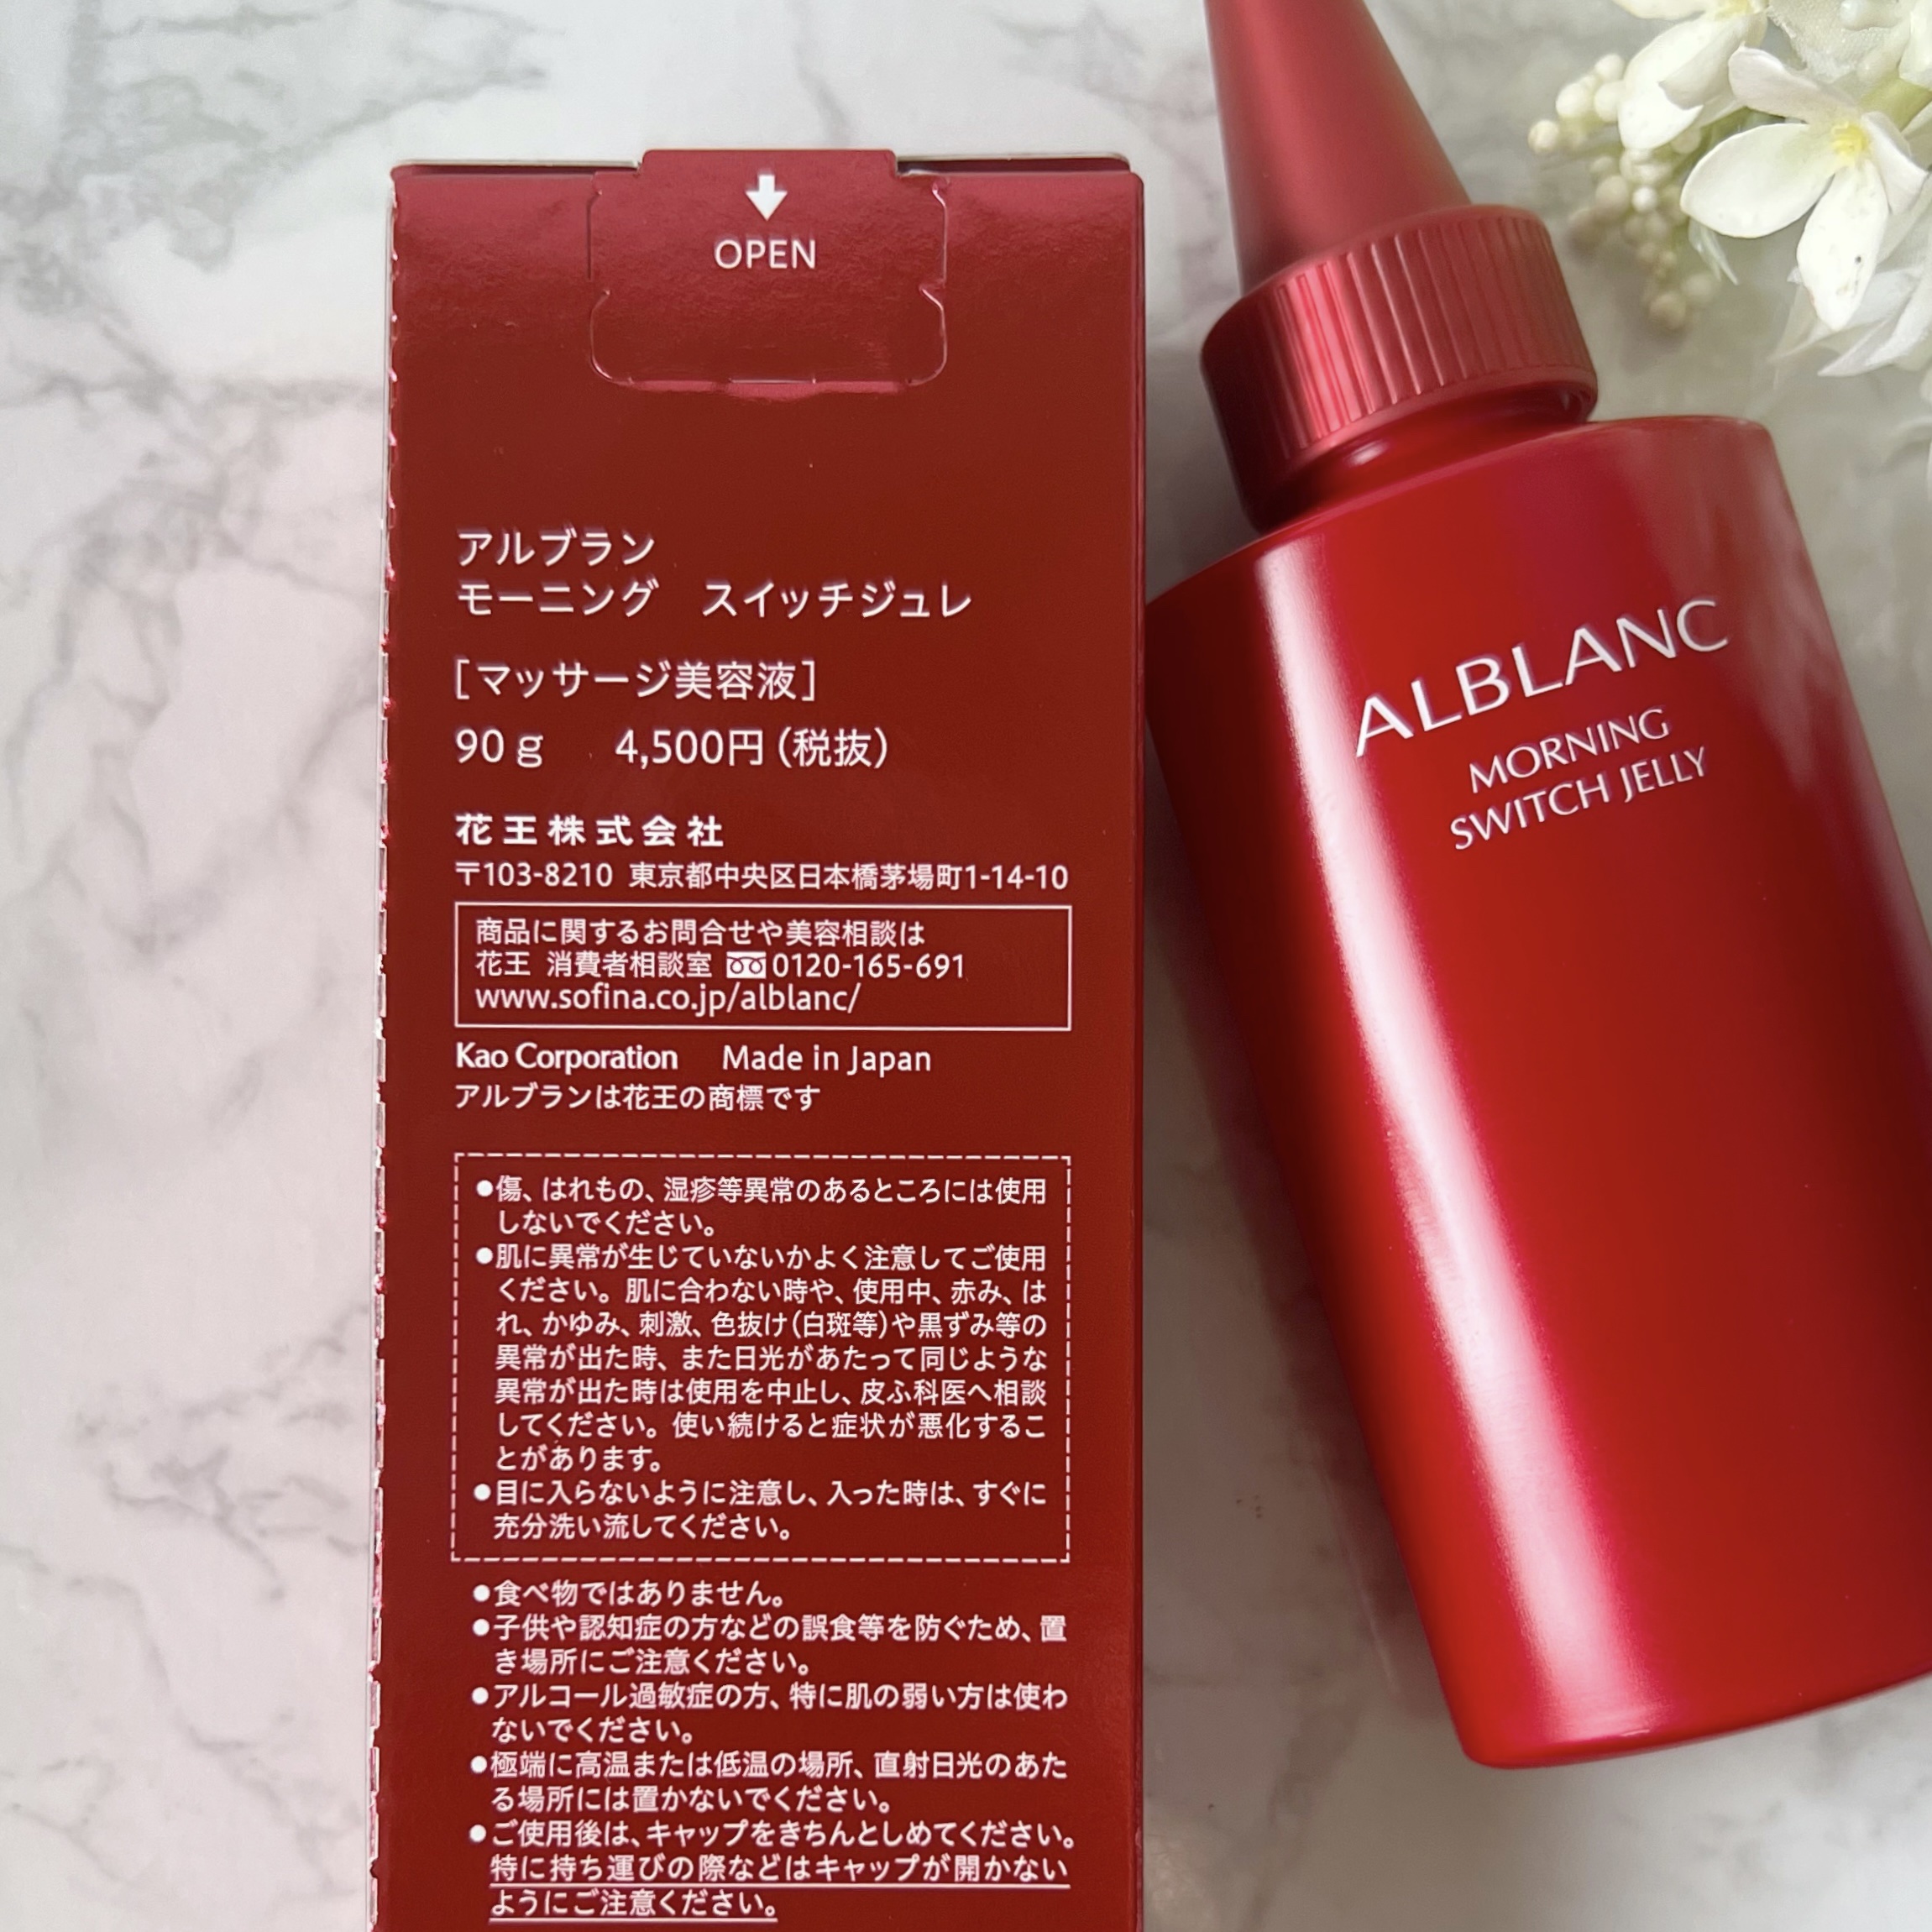 OPEN
アルブラン
モーニング　スイッチジュレ
［マッサージ美容液］
90g　4,500円（税抜）
花王株式会社
〒103-8210 東京都中央区日本橋茅場町1-14-10
商品に関するお問合せや美容相談は
花王 消費者相談室 0120-165-691
www.sofina.co.jp/alblanc/
Kao Corporation　Made in Japan
アルブランは花王の商標です
●傷、はれもの、湿疹等異常のあるところには使用
しないでください。
●肌に異常が生じていないかよく注意してご使用
ください。肌に合わない時や、使用中、赤み、は
れ、かゆみ、刺激、色抜け（白斑等）や黒ずみ等の
異常が出た時、また日光があたって同じような
異常が出た時は使用を中止し、皮ふ科医へ相談
してください。使い続けると症状が悪化するこ
とがあります。
●目に入らないように注意し、入った時は、すぐに
充分洗い流してください。
●食べ物ではありません。
●子供や認知症の方などの誤食等を防ぐため、置
き場所にご注意ください。
●アルコール過敏症の方、特に肌の弱い方は使わ
ないでください。
●極端に高温または低温の場所、直射日光のあた
る場所には置かないでください。
●ご使用後は、キャップをきちんとしめてください。
特に持ち運びの際などはキャップが開かない
ようにご注意ください。
ALBLANC
MORNING
SWITCH JELLY